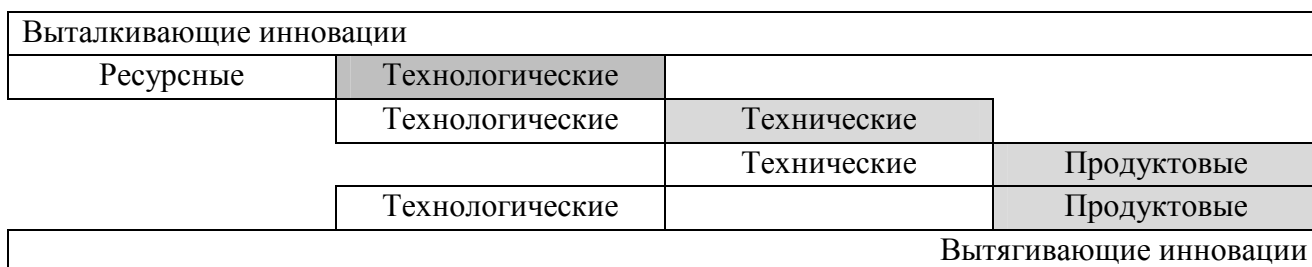 Выталкивающие инновации
Ресурсные Технологические
Технологические Технические
Технические Продуктовые
Технологические Продуктовые
Вытягивающие инновации